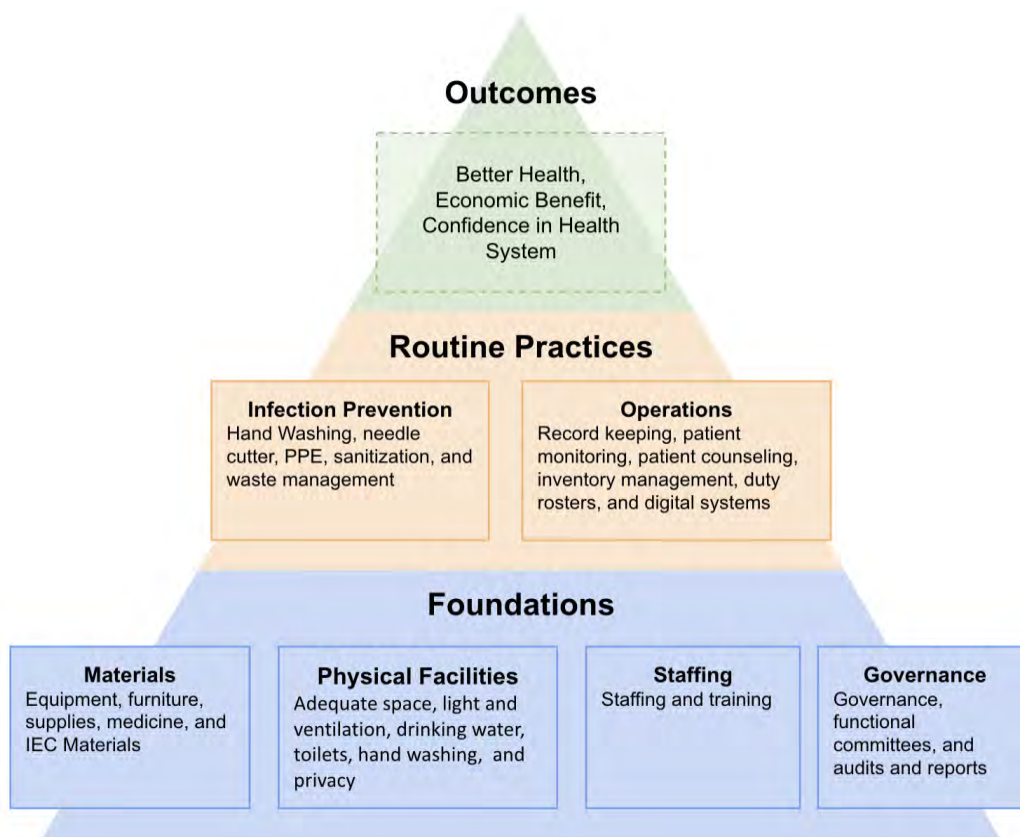 Outcomes
Better Health,
Economic Benefit,
Confidence in Health
System
Routine Practices
Infection Prevention
Hand Washing, needle
cutter, PPE, sanitization, and
waste management
Operations
Record keeping, patient
monitoring, patient counseling,
inventory management, duty
rosters, and digital systems
Foundations
Materials
Equipment, furniture,
supplies, medicine, and
IEC Materials
Physical Facilities
Adequate space, light and
ventilation, drinking water,
toilets, hand washing, and
privacy
Staffing
Staffing and training
Governance
Governance,
functional
committees, and
audits and reports